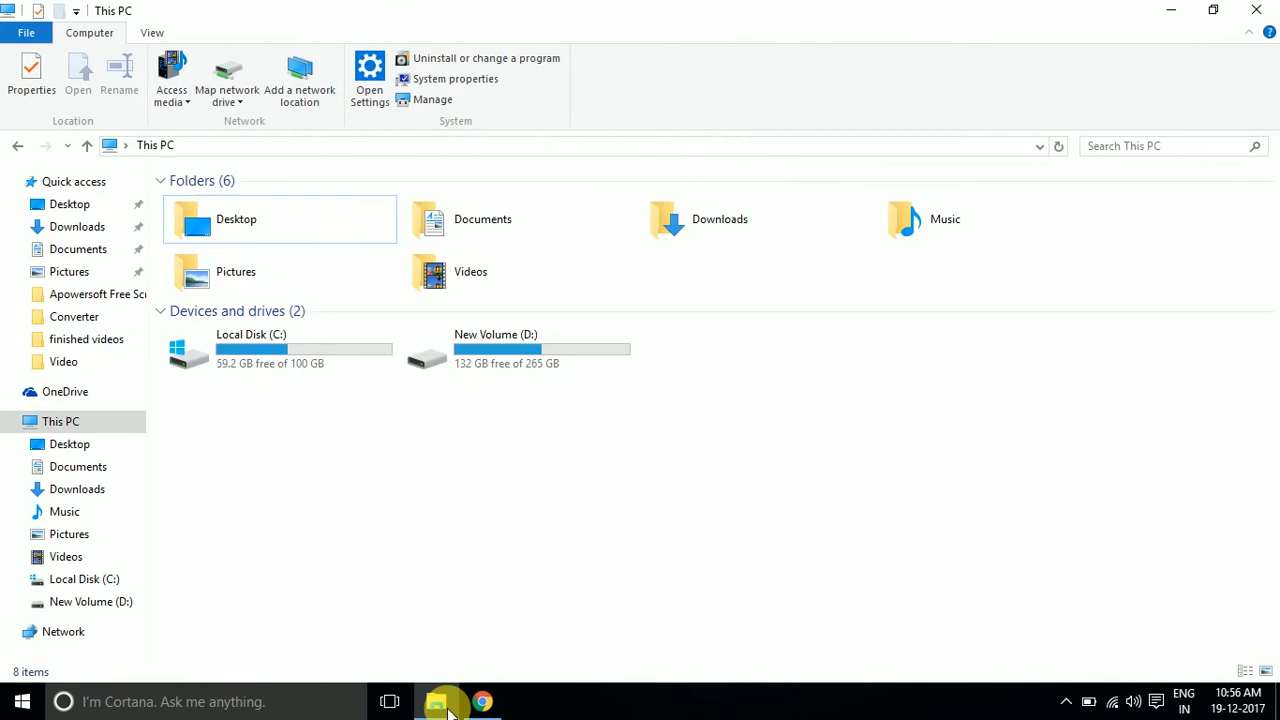 This PC
File Computer View
Properties Open Rename Access media Map network drive Add a network location Open Settings Uninstall or change a program
System properties
Manage
Location Network System
This PC Search This PC
Quick access
Desktop
Downloads
Documents
Pictures
Apowersoft Free Scr
Converter
finished videos
Video
OneDrive
This PC
Desktop
Documents
Downloads
Music
Pictures
Videos
Local Disk (C:)
New Volume (D:)
Network
Folders (6)
Desktop Documents Downloads Music
Pictures Videos
Devices and drives (2)
Local Disk (C:) New Volume (D:)
59.2 GB free of 100 GB 132 GB free of 265 GB
8 items
I'm Cortana. Ask me anything. ENG 10:56 AM
IN 19-12-2017